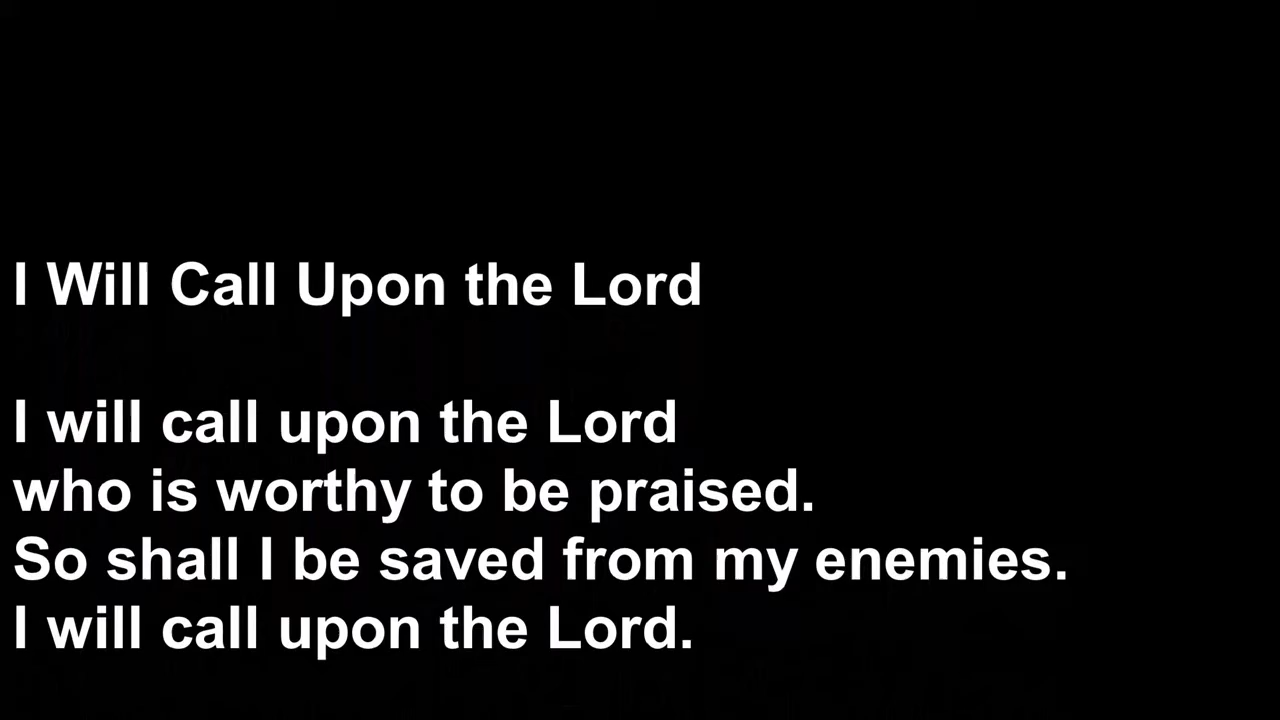 I Will Call Upon the Lord
I will call upon the Lord
who is worthy to be praised.
So shall I be saved from my enemies.
I will call upon the Lord.